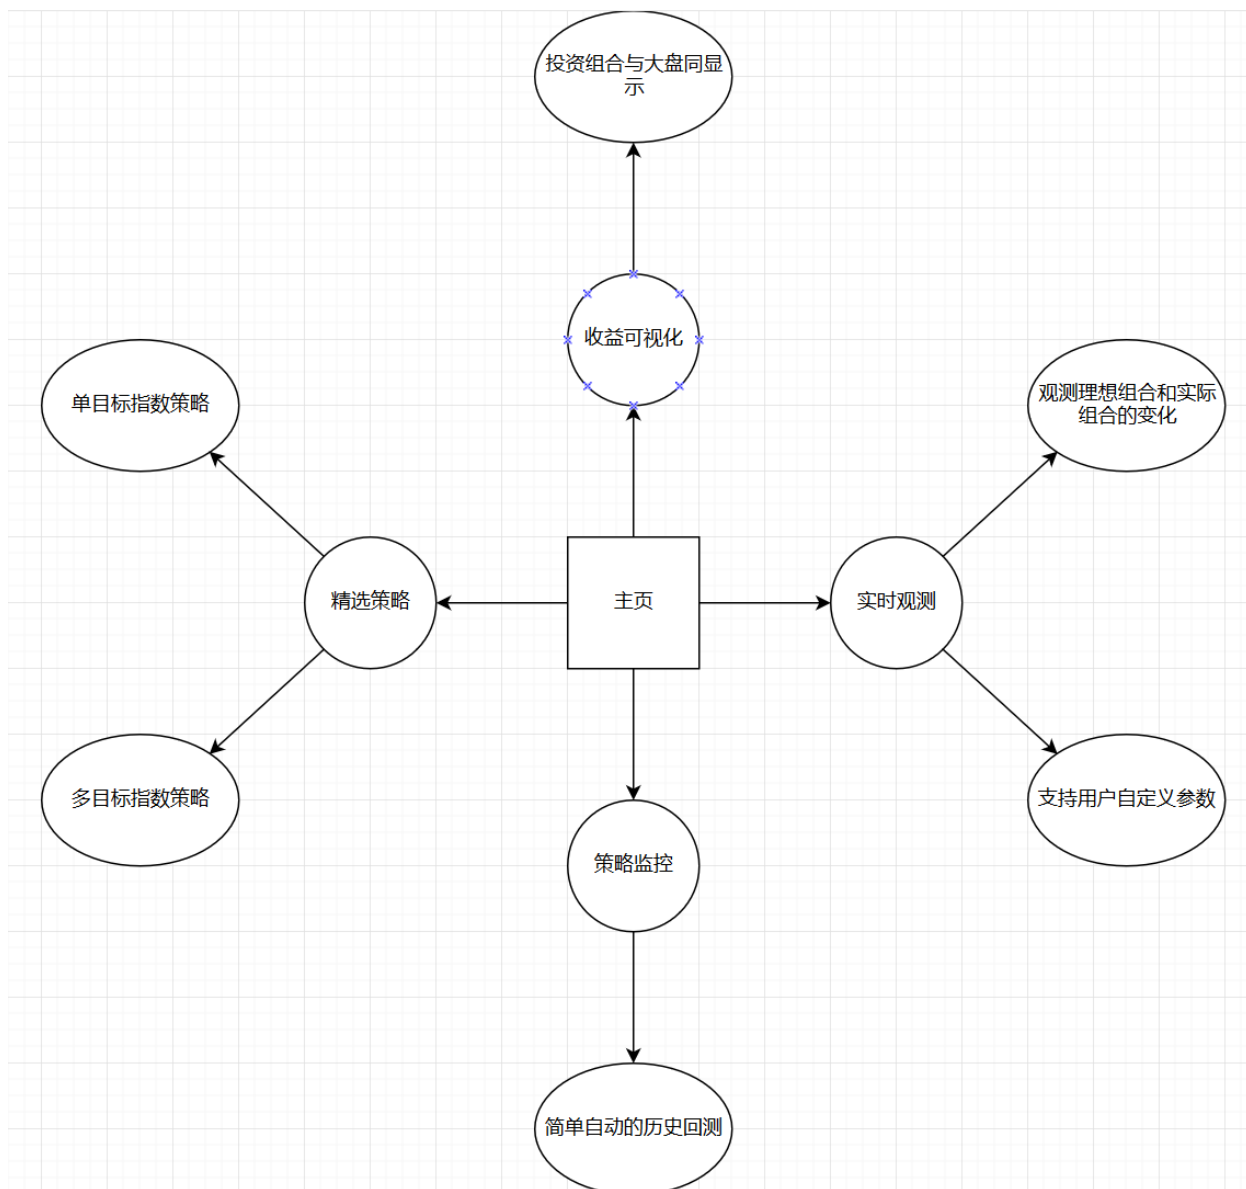 投资组合与大盘同显
示
收益可视化
单目标指数策略
观测理想组合和实际
组合的变化
精选策略
主页
实时观测
多目标指数策略
支持用户自定义参数
策略监控
简单自动的历史回测